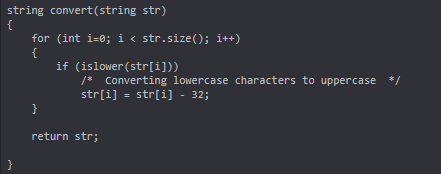 string convert(string str)
{
    for (int i=0; i < str.size(); i++)
    {
        if (islower(str[i]))
            /*  Converting lowercase characters to uppercase  */
            str[i] = str[i] - 32;
    }

    return str;

}